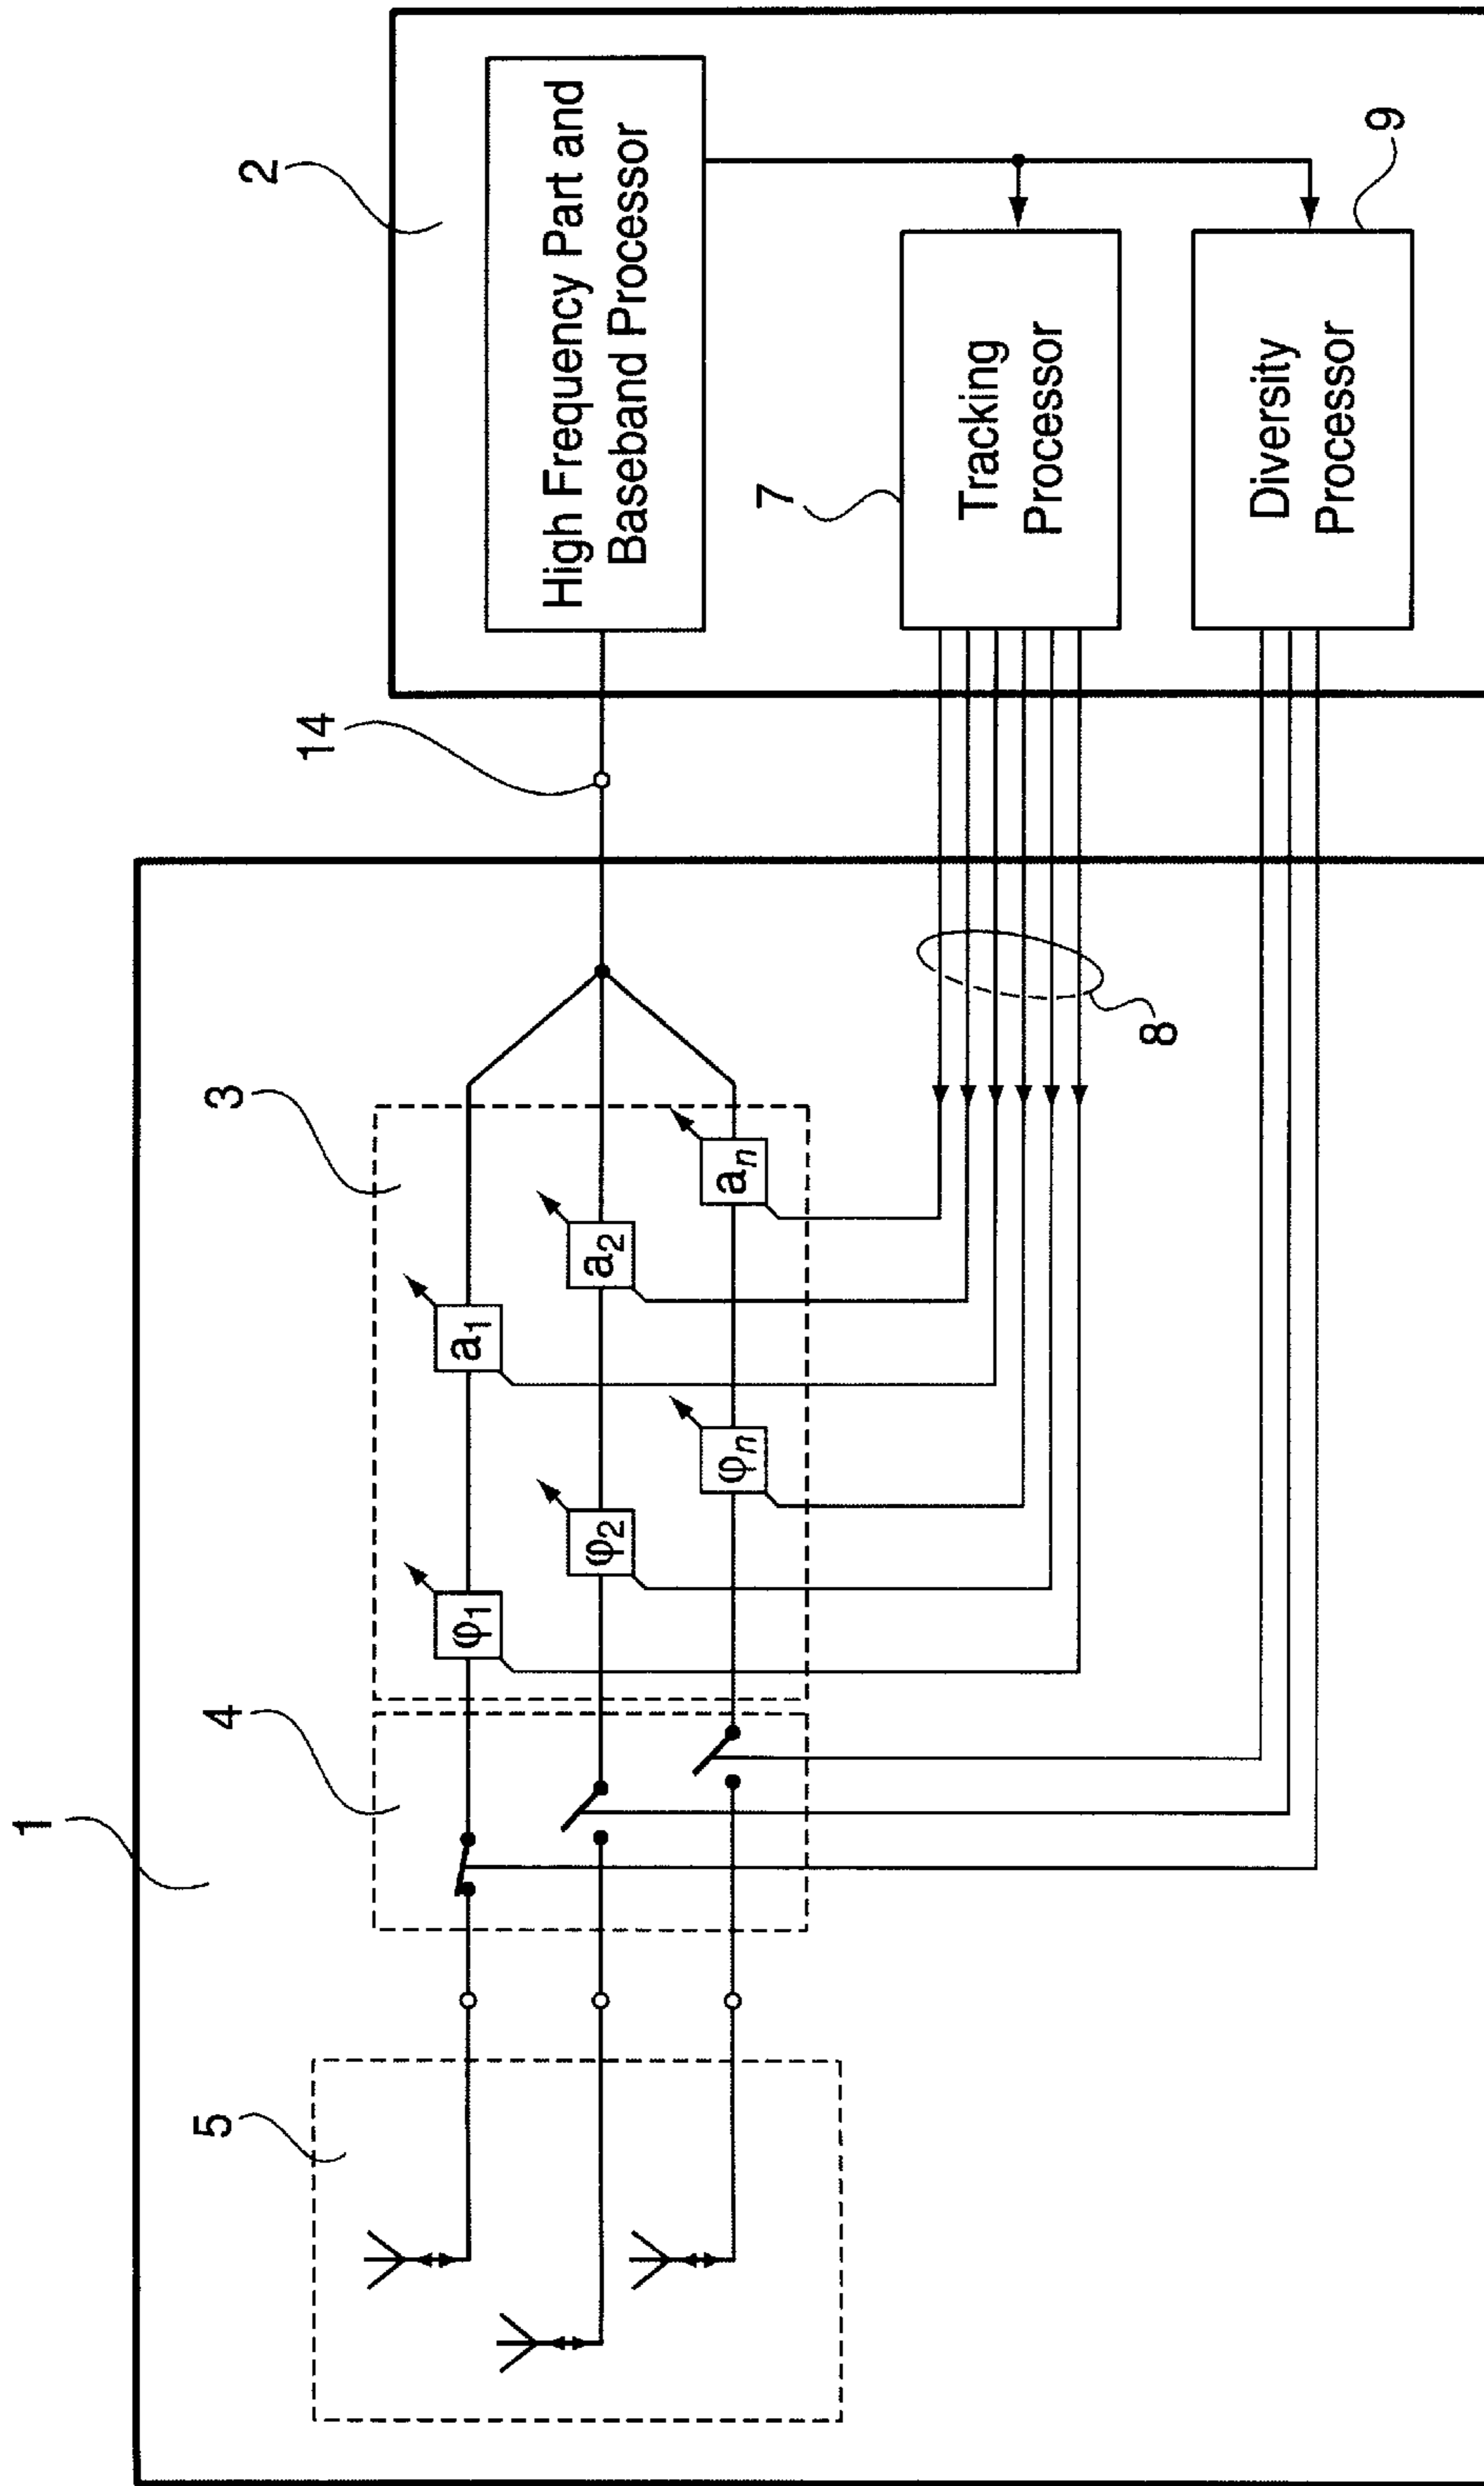 1
5
4
3
φ1
φ2
φn
a1
a2
an
14
8
2
High Frequency Part and
Baseband Processor
7
Tracking
Processor
9
Diversity
Processor